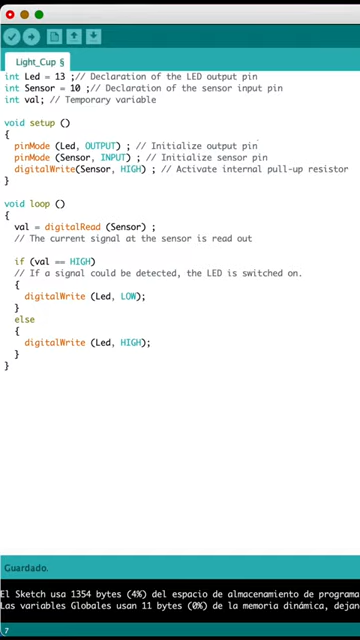 Light_Cup §
int Led = 13 ;// Declaration of the LED output pin
int Sensor = 10 ;// Declaration of the sensor input pin
int val; // Temporary variable
void setup ()
{
pinMode (Led, OUTPUT) ; // Initialize output pin
pinMode (Sensor, INPUT) ; // Initialize sensor pin
digitalWrite(Sensor, HIGH) ; // Activate internal pull-up resistor
}
void loop ()
{
val = digitalRead (Sensor) ;
// The current signal at the sensor is read out
if (val == HIGH)
// If a signal could be detected, the LED is switched on.
{
digitalWrite (Led, LOW);
}
else
{
digitalWrite (Led, HIGH);
}
}
Guardado.
El Sketch usa 1354 bytes (4%) del espacio de almacenamiento de programa
Las variables Globales usan 11 bytes (0%) de la memoria dinámica, dejan
7